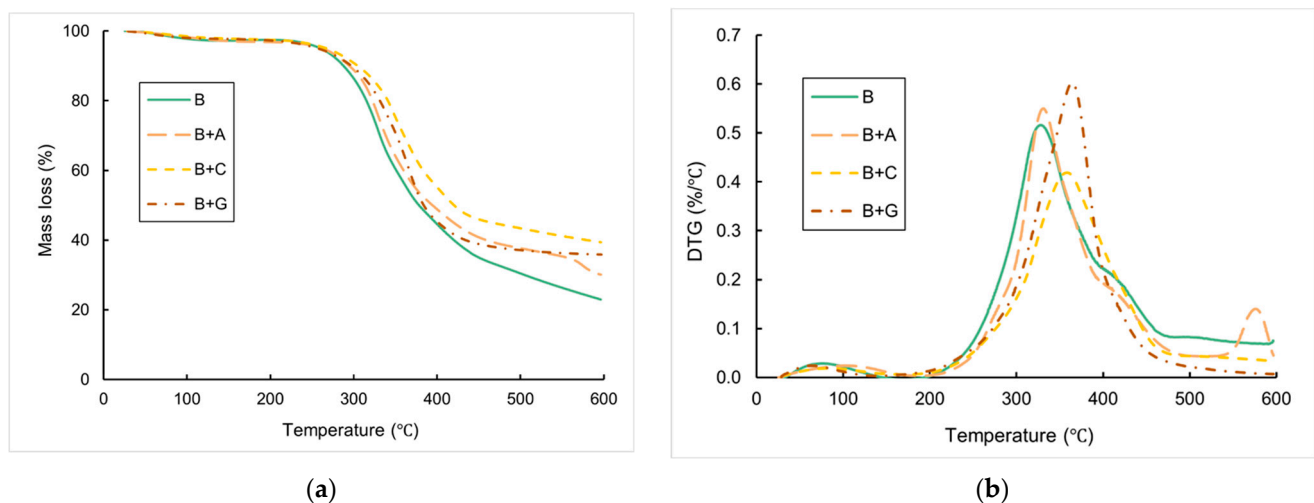 100
80
60
40
20
0
Mass loss (%)
B
B+A
B+C
B+G
0 100 200 300 400 500 600
Temperature (℃)
(a)
0.7
0.6
0.5
0.4
0.3
0.2
0.1
0.0
DTG (%/℃)
B
B+A
B+C
B+G
0 100 200 300 400 500 600
Temperature (℃)
(b)